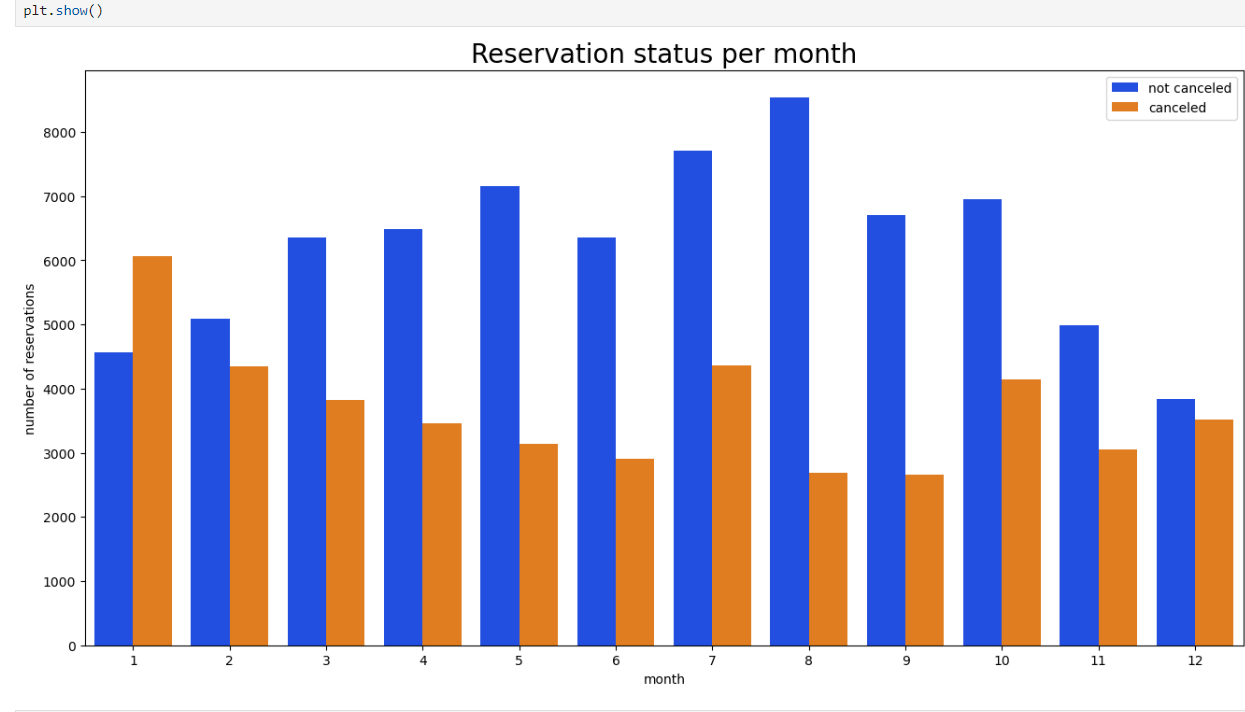 plt.show()
Reservation status per month
not canceled
canceled
number of reservations
8000
7000
6000
5000
4000
3000
2000
1000
0
1 2 3 4 5 6 7 8 9 10 11 12
month